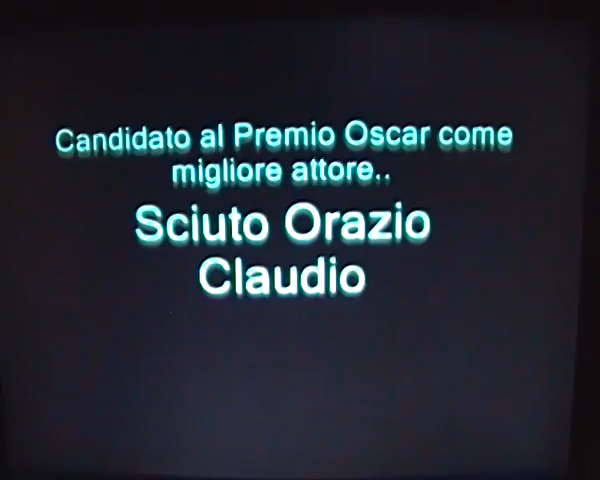 Candidato al Premio Oscar come
migliore attore..
Sciuto Orazio
Claudio